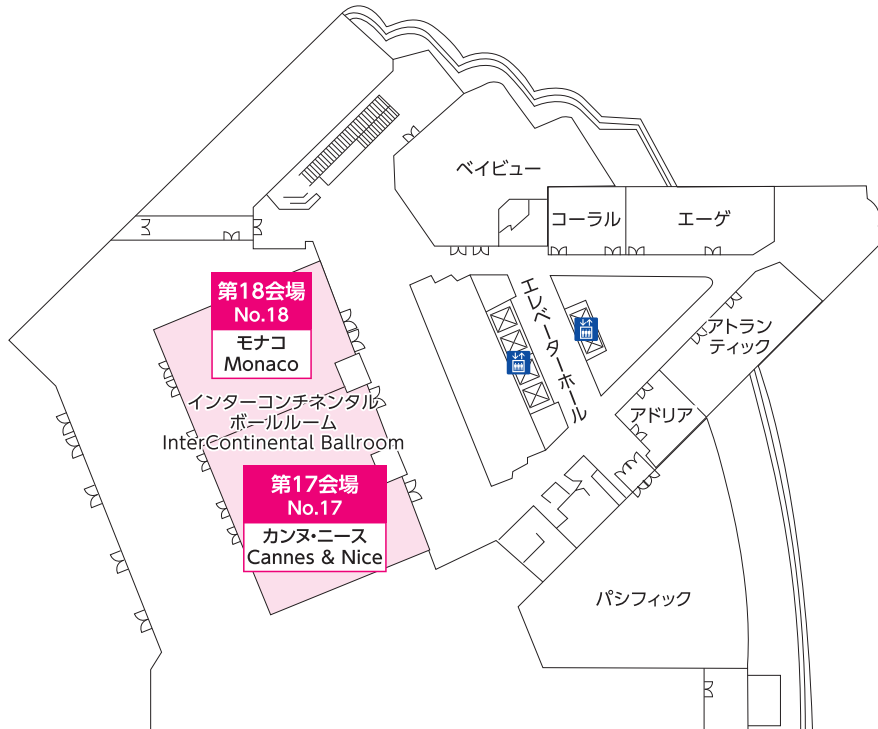 ベイビュー
コーラル
エーゲ
エレベーターホール
アトラン
ティック
アドリア
第18会場
No.18
モナコ
Monaco
インターコンチネンタル
ボールルーム
InterContinental Ballroom
第17会場
No.17
カンヌ・ニース
Cannes & Nice
パシフィック